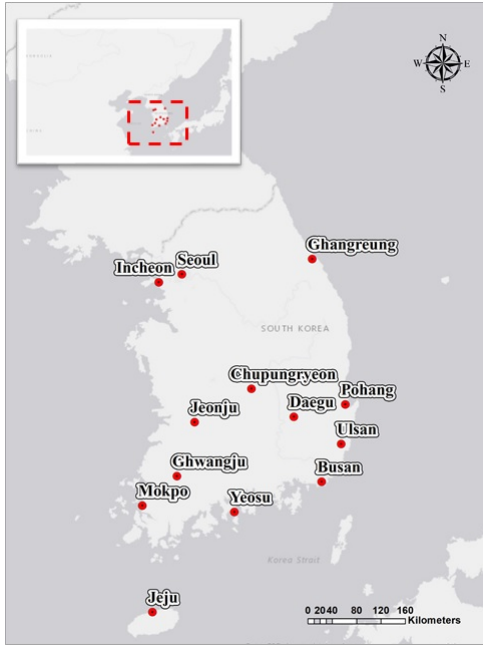 N
W E
S
Ghangreung
Seoul
Incheon
SOUTH KOREA
Chupungryeon
Pohang
Daegu
Jeonju
Ulsan
Ghwangju
Busan
Mokpo
Yeosu
Korea Strait
Jeju
0 20 40 80 120 160
Kilometers